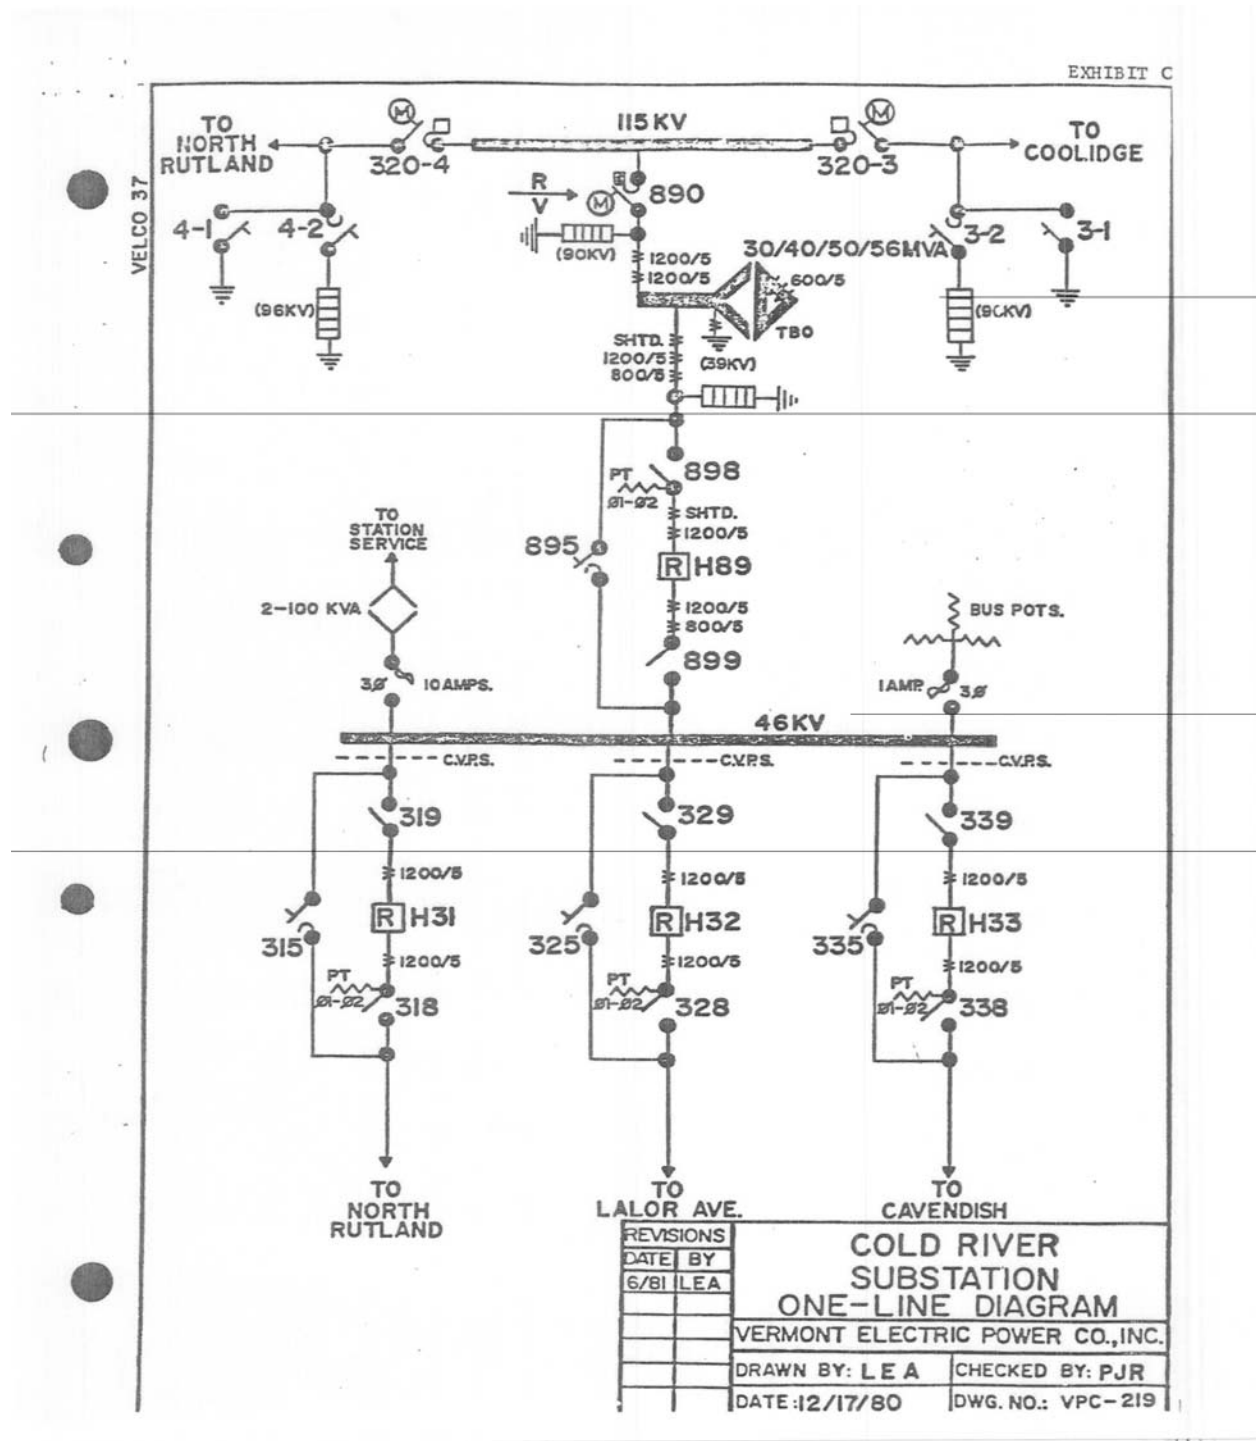 EXHIBIT C
VELCO 37
TO
NORTH
RUTLAND
320-4
115KV
320-3
TO
COOLIDGE
R
V
890
4-1
4-2
3-2
3-1
(90KV)
1200/5
1200/5
30/40/50/56MVA
600/5
TBO
(96KV)
SHTD.
1200/5
800/5
(39KV)
898
PT
Ø1-Ø2
SHTD.
1200/5
895
R H89
1200/5
800/5
899
TO
STATION
SERVICE
2-100 KVA
3Ø
10AMPS.
BUS POTS.
1AMP.
3Ø
46KV
C.V.P.S.
C.V.P.S.
C.V.P.S.
319
329
339
1200/5
1200/5
1200/5
R H31
R H32
R H33
315
325
335
1200/5
1200/5
1200/5
PT
Ø1-Ø2
318
PT
Ø1-Ø2
328
PT
Ø1-Ø2
338
TO
NORTH
RUTLAND
TO
LALOR AVE.
TO
CAVENDISH
REVISIONS
DATE BY
6/81 LEA
COLD RIVER
SUBSTATION
ONE-LINE DIAGRAM
VERMONT ELECTRIC POWER CO.,INC.
DRAWN BY: LEA
CHECKED BY: PJR
DATE:12/17/80
DWG. NO.: VPC-219